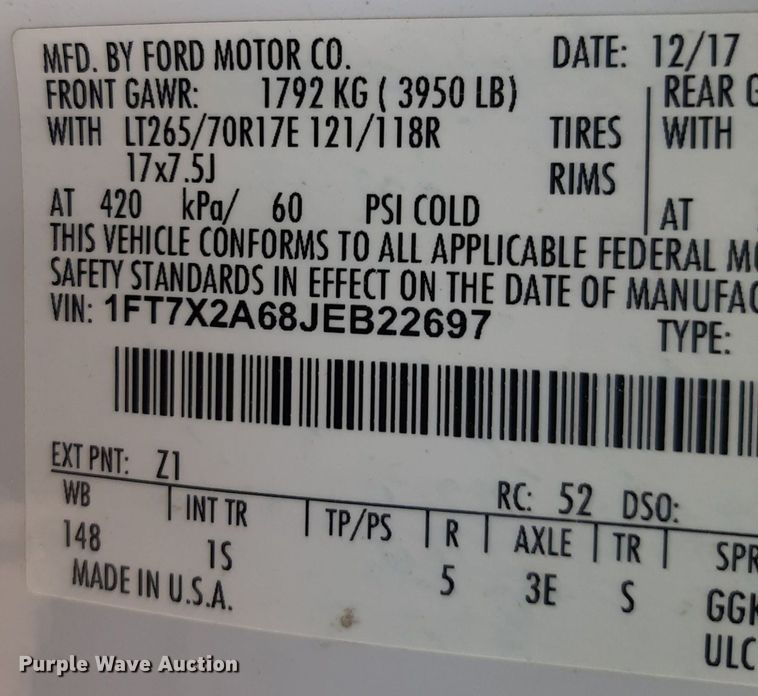 MFD. BY FORD MOTOR CO. DATE: 12/17
FRONT GAWR: 1792 KG ( 3950 LB) REAR G
WITH LT265/70R17E 121/118R TIRES WITH
17x7.5J RIMS
AT 420 kPa/ 60 PSI COLD AT
THIS VEHICLE CONFORMS TO ALL APPLICABLE FEDERAL MO
SAFETY STANDARDS IN EFFECT ON THE DATE OF MANUFAC
VIN: 1FT7X2A68JEB22697 TYPE:
EXT PNT: Z1 RC: 52 DSO:
WB INT TR TP/PS R AXLE TR SPR
148 1S 5 3E S GGK
MADE IN U.S.A. ULC
Purple Wave Auction